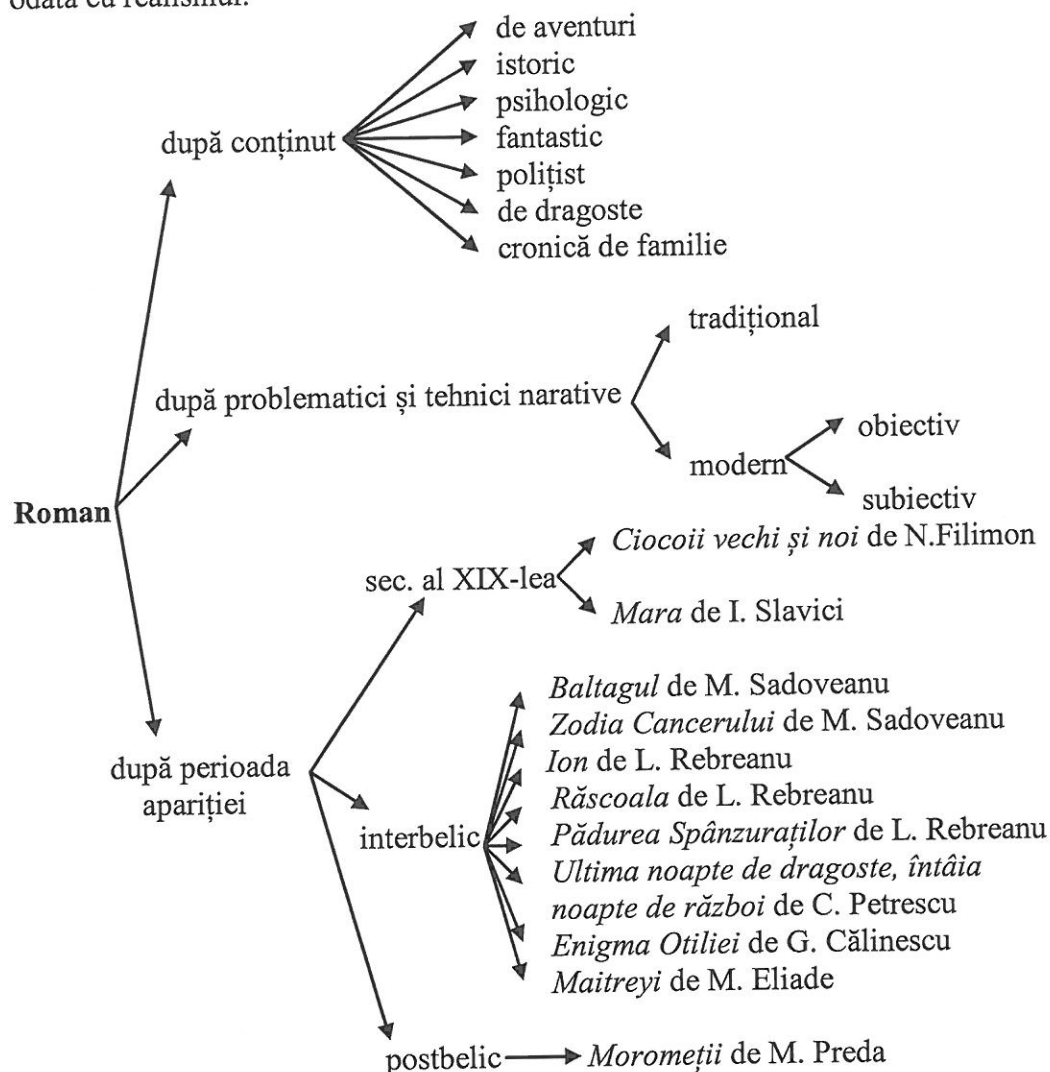 odată cu realismul.
de aventuri
istoric
psihologic
după conținut
fantastic
polițist
de dragoste
cronică de familie
tradițional
după problematici și tehnici narative
obiectiv
modern
subiectiv
Roman
Ciocoii vechi și noi de N.Filimon
sec. al XIX-lea
Mara de I. Slavici
Baltagul de M. Sadoveanu
Zodia Cancerului de M. Sadoveanu
Ion de L. Rebreanu
după perioada
apariției
Răscoala de L. Rebreanu
interbelic
Pădurea Spânzuraților de L. Rebreanu
Ultima noapte de dragoste, întâia
noapte de război de C. Petrescu
Enigma Otiliei de G. Călinescu
Maitreyi de M. Eliade
postbelic
Moromeții de M. Preda